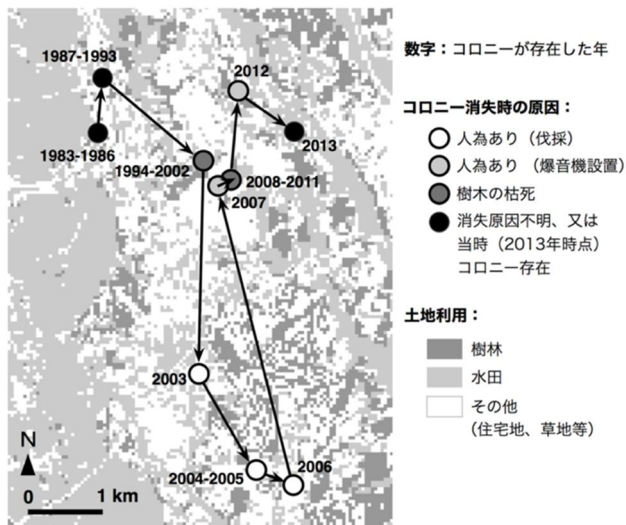 1987-1993
2012
1983-1986
2013
1994-2002
2008-2011
2007
2003
2006
2004-2005
N
0 1 km
数字：コロニーが存在した年
コロニー消失時の原因：
人為あり（伐採）
人為あり （爆音機設置）
樹木の枯死
消失原因不明、又は
当時（2013年時点）
コロニー存在
土地利用：
樹林
水田
その他
（住宅地、草地等）